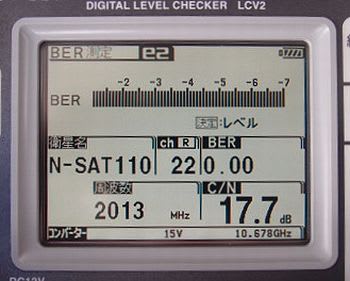 DIGITAL LEVEL CHECKER LCV2
BER測定 e2
-2 -3 -4 -5 -6 -7
BER
決定:レベル
衛星名 ch R BER
N-SAT110 22 0.00
周波数 C/N
2013 MHz 17.7 dB
コンバーター 15V 10.678GHz